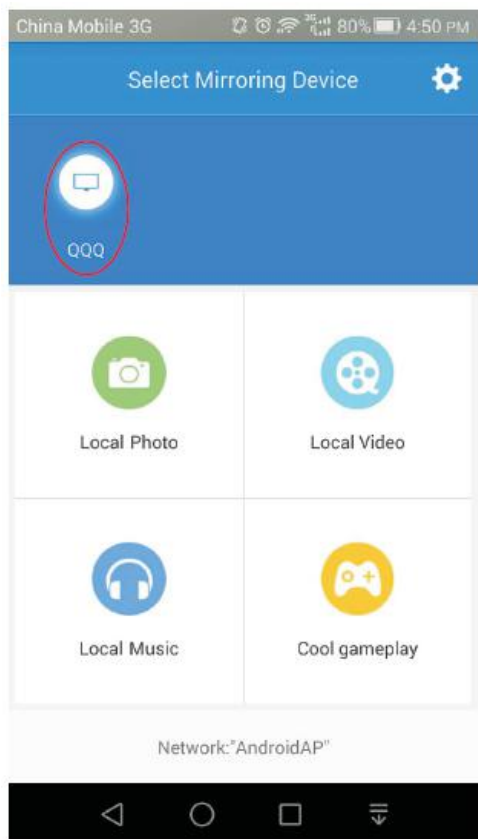 China Mobile 3G 3G 80% 4:50 PM
Select Mirroring Device
QQQ
Local Photo
Local Video
Local Music
Cool gameplay
Network:"AndroidAP"